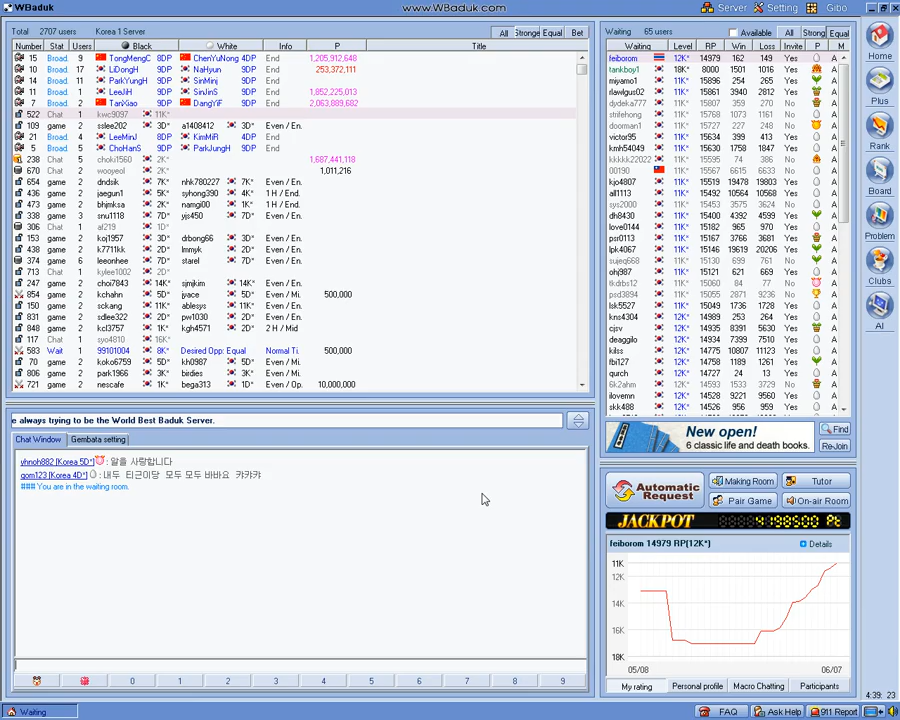 WBaduk
www.WBaduk.com
Server Setting Gibo
Total 2707 users Korea 1 Server
All Stronge Equal Bet
Number Stat Users Black White Info P Title
15 Broad. 9 TongMengC 8DP ChenYuNong 4DP End 1,205,912,648
10 Broad. 17 LiDongH 9DP NaHyun 9DP End 253,372,111
14 Broad. 11 ParkYungH 9DP SinMinj 9DP End
11 Broad. 1 LeeJiH 9DP SinJinS 9DP End 1,852,225,013
7 Broad. 2 TanXiao 9DP DangYiF 9DP End 2,063,889,682
522 Chat 1 kwc9097 11K*
109 game 2 sslee202 3D* a1408412 3D* Even / En.
21 Broad. 4 LeeMinJ 8DP KimMiR 4DP End
5 Broad. 5 ChoHanS 9DP ParkJungH 9DP End
238 Chat 5 choki1560 2K* 1,687,441,118
670 Chat 2 wooyeol 2K* 1,011,216
654 game 2 dndsik 7K* nhk780227 7K* Even / En.
436 game 2 jaegun1 5K* syhong390 4K* 1 H / End.
473 game 2 bhjmksa 2K* namgi00 1K* 1 H / End.
338 game 3 nnu1118 7D* yjs450 7D* Even / En.
306 Chat 1 al219 1D*
153 game 2 koj1957 3D* drbong66 3D* Even / En.
438 game 2 k7711kk 2D* lmmyk 2D* Even / En.
374 game 6 leeonhee 7D* starel 7D* Even / En.
713 Chat 2 kylee1002 2D*
247 game 2 choi7843 14K* sjmjkim 14K* Even / En.
854 game 2 kchahn 5D* jyace 5D* Even / Mi. 500,000
150 game 2 sckang 11K* ablesys 11K* Even / En.
831 game 2 sdlee322 2D* pw1030 2D* Even / En.
848 game 2 kcl3757 1K* kgh4571 2D* 2 H / Mid
117 Chat 1 syo4810 16K*
583 Wait 1 99101004 8K* Desired Opp: Equal Normal Ti. 500,000
70 game 2 koko6759 5D* kh0987 5D* Even / Mi.
806 game 2 park1966 3K* birdies 3K* Even / En.
721 game 2 nescafe 1K* bega313 1D* Even / Op. 10,000,000
e always trying to be the World Best Baduk Server.
Chat Window Gembata setting
yhnoh882 [Korea 5D*] : 알을 사랑합니다
gom123 [Korea 4D*] : 내두 티근이당 모두 모두 바바요 캬캬캬
### You are in the waiting room.
0 1 2 3 4 5 6 7 8 9
Waiting 65 users Available All Strong Equal
Waiting Level RP Win Loss Invite P M
feiborom 12K* 14979 162 149 Yes A
tankboy1 18K* 8000 1501 1016 Yes A
miyamo1 11K* 15896 254 265 Yes A
rlawlgus02 11K* 15861 3940 2812 Yes A
dydeka777 11K* 15807 359 270 No A
strifehong 11K* 15768 1073 1161 No A
dooman1 11K* 15727 227 248 No A
victor95 11K* 15694 136 113 Yes A
kmh54049 11K* 15630 1758 1847 Yes A
kkkkk22022 11K* 15595 74 386 No A
00190 11K* 15567 6615 6633 No A
kjo4807 11K* 15519 19478 19803 Yes A
all1113 11K* 15492 10564 10568 Yes A
sys2000 11K* 15453 3575 3624 No A
dh8430 11K* 15400 4392 4599 Yes A
love0144 11K* 15182 965 970 Yes A
psr0113 11K* 15167 3766 3681 Yes A
lpk4067 11K* 15146 19619 20206 Yes A
sujeq668 11K* 15130 699 761 No A
ohj987 11K* 15121 621 669 Yes A
tkdrbs12 11K* 15109 84 77 No A
psd3894 11K* 15055 2871 9236 No A
lsk5527 11K* 15049 1736 1728 Yes A
kns4304 11K* 14989 253 264 Yes A
cjsv 12K* 14935 8391 5630 Yes A
deaggilo 12K* 14934 7399 7510 Yes A
kilss 12K* 14775 10807 11123 Yes A
fbi127 12K* 14758 1189 1261 Yes A
qurch 12K* 14727 24 13 Yes A
6k2ahm 12K* 14593 1533 3729 No A
ilovemn 12K* 14506 956 959 Yes A
skk488 12K* 14501 2907 2902 Yes A
New open!
6 classic life and death books.
Find
Re-Join
Automatic Request
Making Room Tutor
Pair Game On-air Room
JACKPOT
feiborom 14979 RP(12K*) Details
11K
12K
14K
16K
18K
05/08 06/07
My rating Personal profile Macro Chatting Participants
Home
Plus
Rank
Board
Problem
Clubs
AI
4:39: 23
Waiting
FAQ Ask Help 911 Report